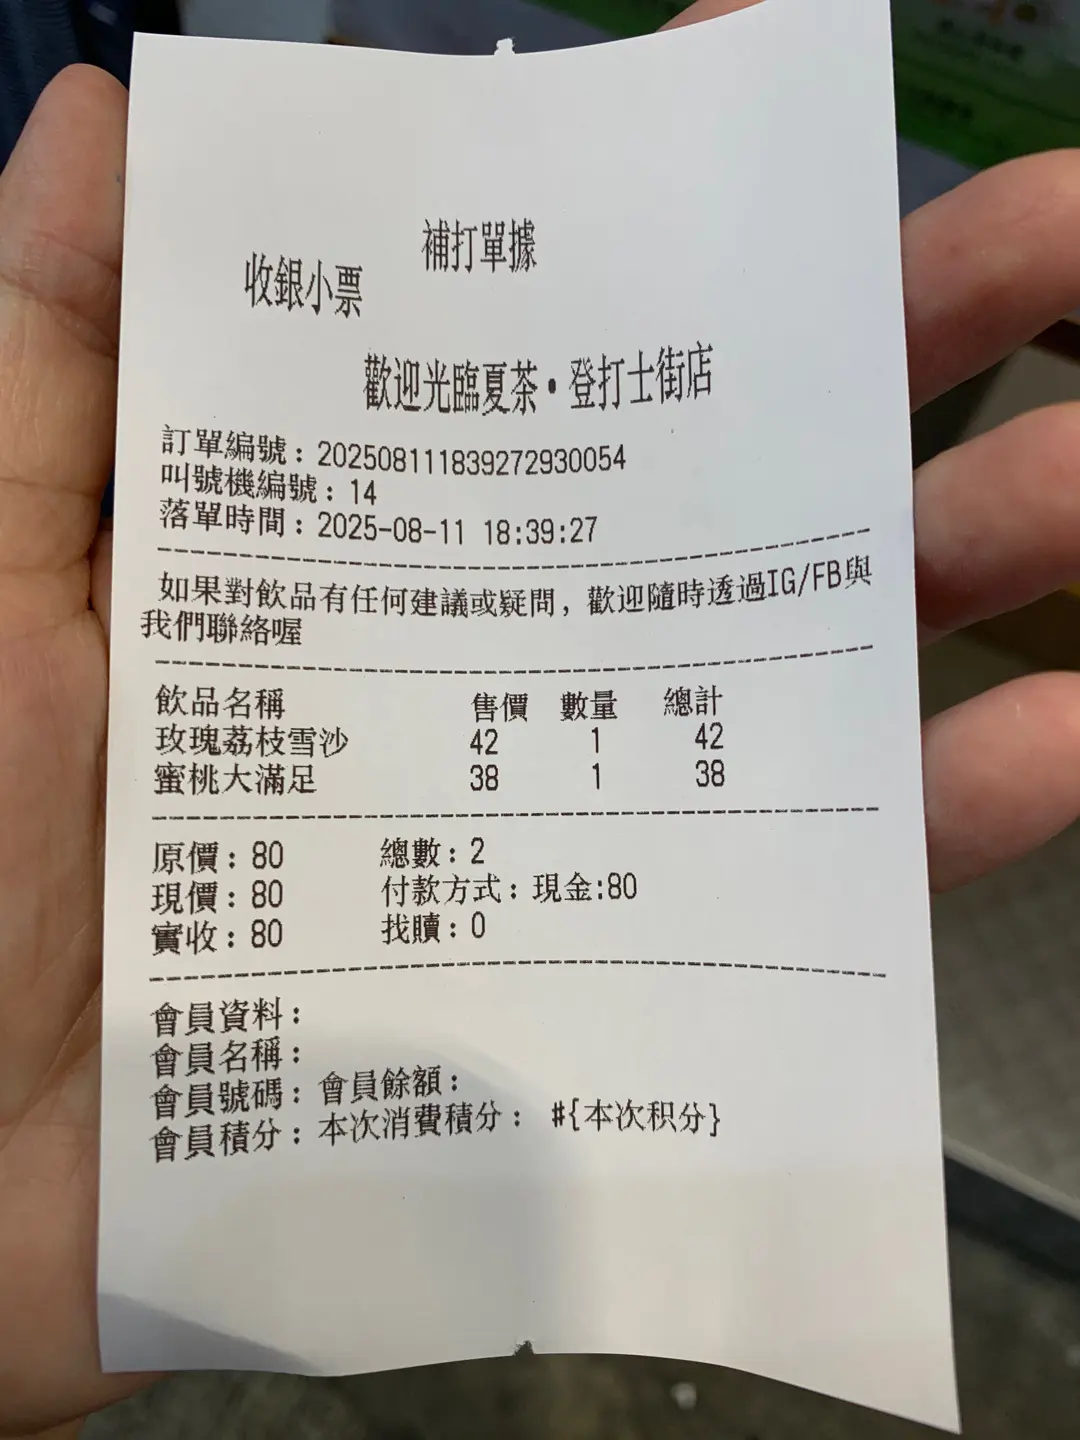 補打單據
收銀小票
歡迎光臨夏茶·登打士街店
訂單編號：202508111839272930054
叫號機編號：14
落單時間：2025-08-11 18:39:27
如果對飲品有任何建議或疑問，歡迎隨時透過IG/FB與
我們聯絡喔
飲品名稱 售價 數量 總計
玫瑰荔枝雪沙 42 1 42
蜜桃大滿足 38 1 38
原價：80 總數：2
現價：80 付款方式：現金:80
實收：80 找贖：0
會員資料：
會員名稱：
會員號碼：會員餘額：
會員積分：本次消費積分： #{本次积分}